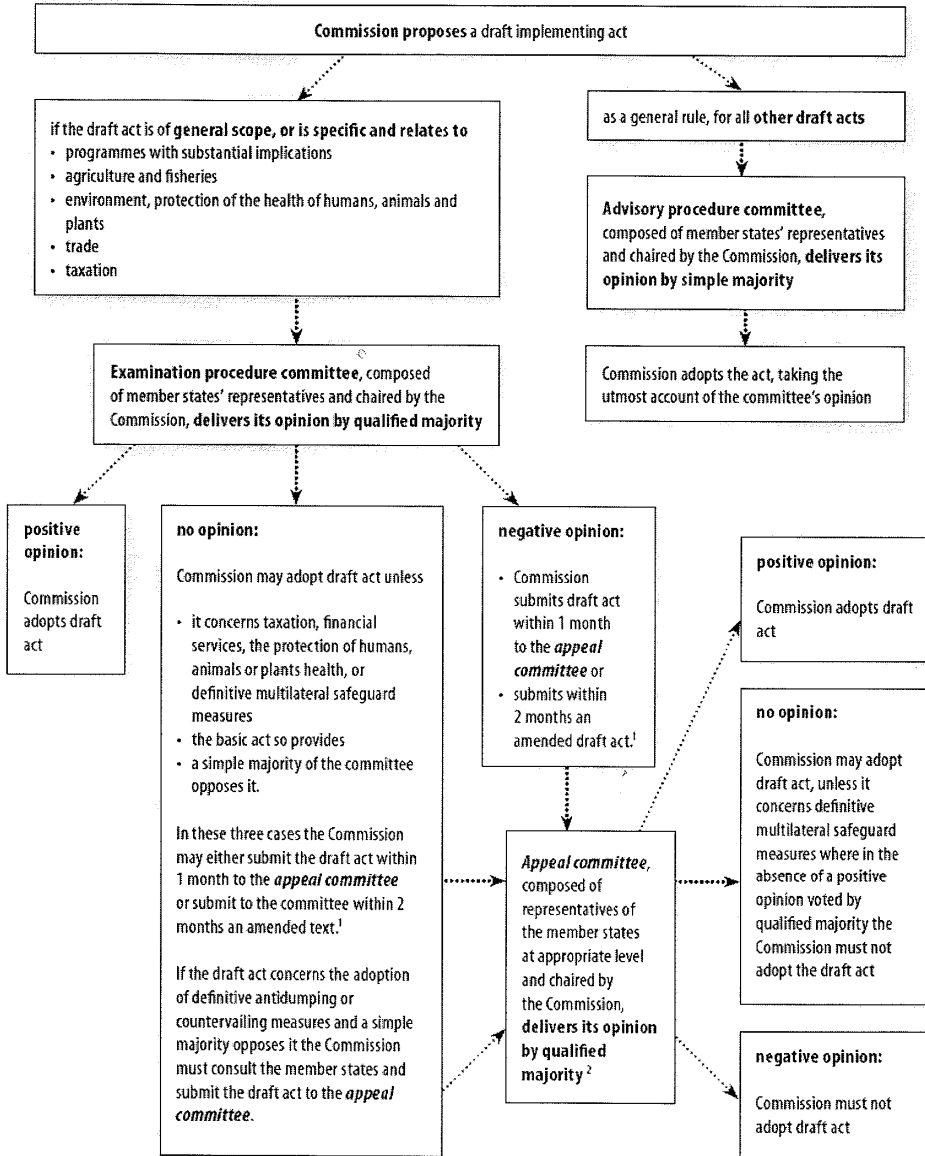 Commission proposes a draft implementing act
if the draft act is of general scope, or is specific and relates to
• programmes with substantial implications
• agriculture and fisheries
• environment, protection of the health of humans, animals and
plants
• trade
• taxation
as a general rule, for all other draft acts
Advisory procedure committee,
composed of member states' representatives
and chaired by the Commission, delivers its
opinion by simple majority
Commission adopts the act, taking the
utmost account of the committee's opinion
Examination procedure committee, composed
of member states' representatives and chaired by the
Commission, delivers its opinion by qualified majority
positive
opinion:
Commission
adopts draft
act
no opinion:
Commission may adopt draft act unless
• it concerns taxation, financial
services, the protection of humans,
animals or plants health, or
definitive multilateral safeguard
measures
• the basic act so provides
• a simple majority of the committee
opposes it.
In these three cases the Commission
may either submit the draft act within
1 month to the appeal committee
or submit to the committee within 2
months an amended text.¹
If the draft act concerns the adoption
of definitive antidumping or
countervailing measures and a simple
majority opposes it the Commission
must consult the member states and
submit the draft act to the appeal
committee.
negative opinion:
• Commission
submits draft act
within 1 month
to the appeal
committee or
• submits within
2 months an
amended draft act.¹
Appeal committee,
composed of
representatives of
the member states
at appropriate level
and chaired by
the Commission,
delivers its opinion
by qualified
majority ²
positive opinion:
Commission adopts draft
act
no opinion:
Commission may adopt
draft act, unless it
concerns definitive
multilateral safeguard
measures where in the
absence of a positive
opinion voted by
qualified majority the
Commission must not
adopt the draft act
negative opinion:
Commission must not
adopt draft act